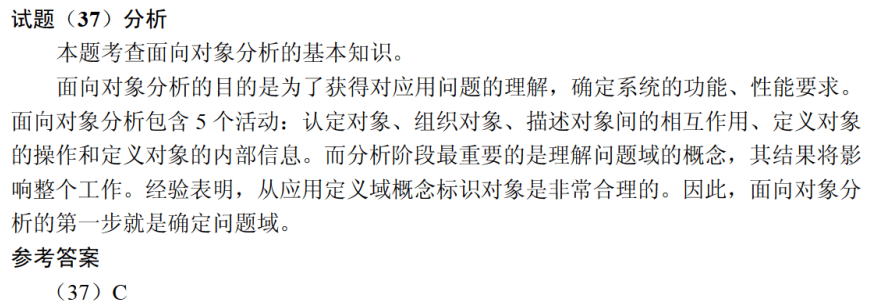 试题（37）分析
本题考查面向对象分析的基本知识。
面向对象分析的目的是为了获得对应用问题的理解，确定系统的功能、性能要求。
面向对象分析包含 5 个活动：认定对象、组织对象、描述对象间的相互作用、定义对象
的操作和定义对象的内部信息。而分析阶段最重要的是理解问题域的概念，其结果将影
响整个工作。经验表明，从应用定义域概念标识对象是非常合理的。因此，面向对象分
析的第一步就是确定问题域。
参考答案
（37）C